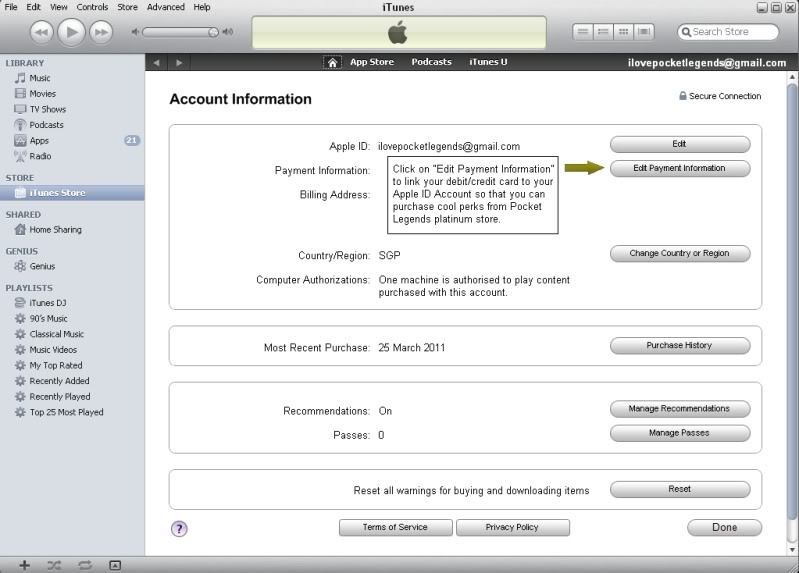 File Edit View Controls Store Advanced Help
iTunes
Search Store
LIBRARY
Music
Movies
TV Shows
Podcasts
Apps 21
Radio
STORE
iTunes Store
SHARED
Home Sharing
GENIUS
Genius
PLAYLISTS
iTunes DJ
90's Music
Classical Music
Music Videos
My Top Rated
Recently Added
Recently Played
Top 25 Most Played
App Store Podcasts iTunes U ilovepocketlegends@gmail.com
Account Information
Secure Connection
Apple ID: ilovepocketlegends@gmail.com Edit
Payment Information: Edit Payment Information
Billing Address:
Click on "Edit Payment Information"
to link your debit/credit card to your
Apple ID Account so that you can
purchase cool perks from Pocket
Legends platinum store.
Country/Region: SGP Change Country or Region
Computer Authorizations: One machine is authorised to play content
purchased with this account.
Most Recent Purchase: 25 March 2011 Purchase History
Recommendations: On Manage Recommendations
Passes: 0 Manage Passes
Reset all warnings for buying and downloading items Reset
? Terms of Service Privacy Policy Done